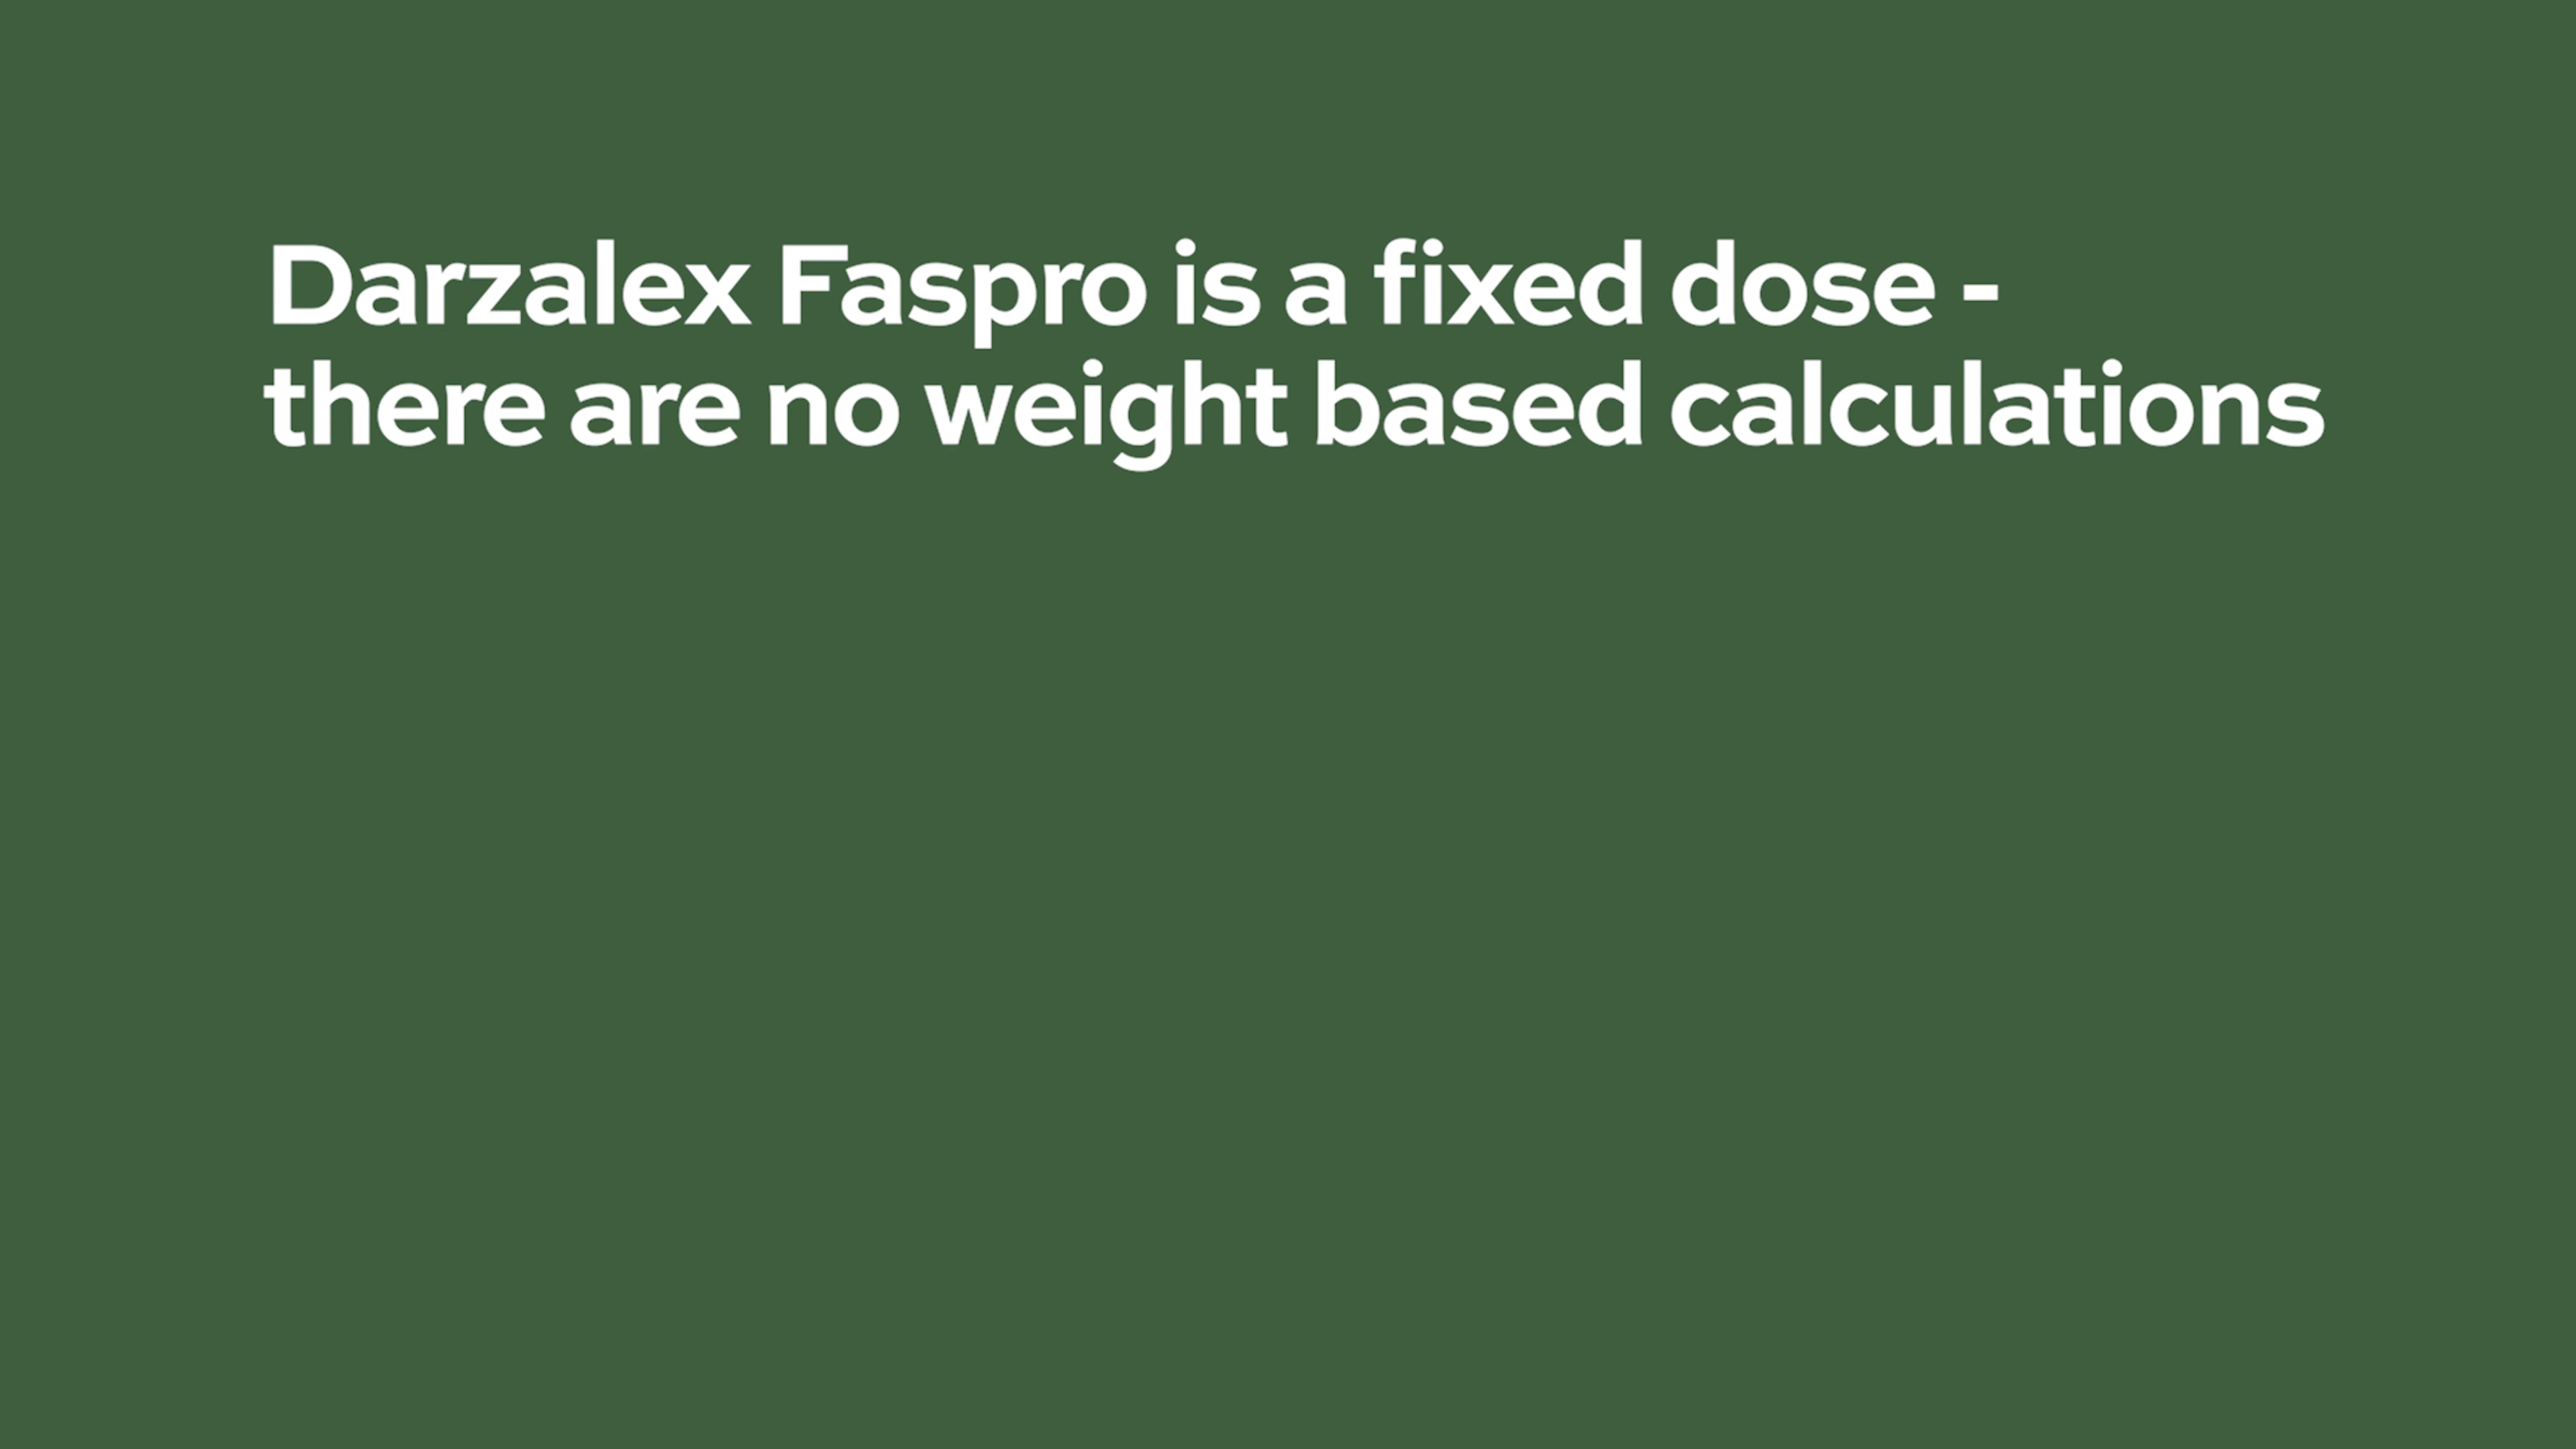 Darzalex Faspro is a fixed dose -
there are no weight based calculations